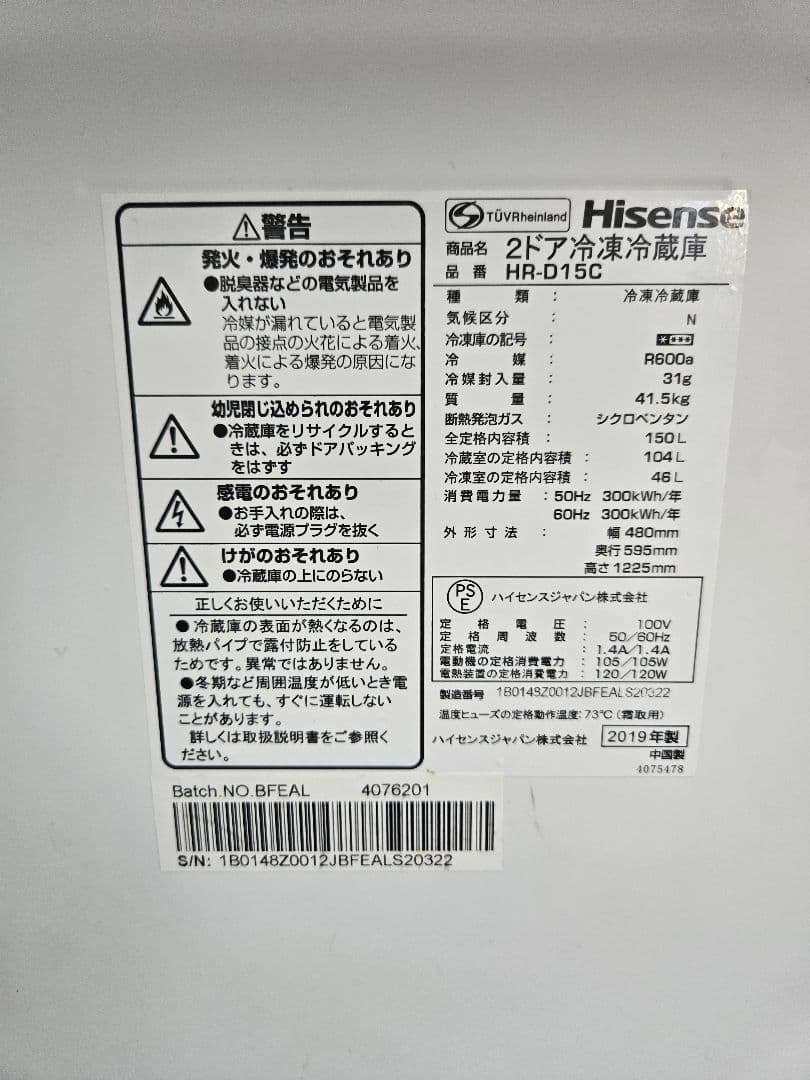 ⚠警告
発火・爆発のおそれあり
●脱臭器などの電気製品を
入れない
冷媒が漏れていると電気製
品の接点の火花による着火、
着火による爆発の原因にな
ります。
幼児閉じ込められのおそれあり
●冷蔵庫をリサイクルすると
きは、必ずドアパッキング
をはずす
感電のおそれあり
●お手入れの際は、
必ず電源プラグを抜く
けがのおそれあり
●冷蔵庫の上にのらない
正しくお使いいただくために
●冷蔵庫の表面が熱くなるのは、
放熱パイプで露付防止をしている
ためです。異常ではありません。
●冬期など周囲温度が低いとき電
源を入れても、すぐに運転しない
ことがあります。
詳しくは取扱説明書をご参照く
ださい。
TÜVRheinland Hisense
商品名 2ドア冷凍冷蔵庫
品番 HR-D15C
種類 : 冷凍冷蔵庫
気候区分 : N
冷凍庫の記号 : ****
冷媒 : R600a
冷媒封入量 : 31g
質量 : 41.5kg
断熱発泡ガス : シクロペンタン
全定格内容積 : 150L
冷蔵室の定格内容積 : 104L
冷凍室の定格内容積 : 46L
消費電力量 : 50Hz 300kWh/年
60Hz 300kWh/年
外形寸法 : 幅 480mm
奥行 595mm
高さ 1225mm
PSE ハイセンスジャパン株式会社
定格電圧 : 100V
定格周波数 : 50/60Hz
定格電流 : 1.4A/1.4A
電動機の定格消費電力 : 105/105W
電熱装置の定格消費電力 : 120/120W
製造番号 1B0148Z0012JBFEALS20322
温度ヒューズの定格動作温度:73℃(霜取用)
ハイセンスジャパン株式会社 2019年製
中国製
4075478
Batch.NO.BFEAL 4076201
S/N: 1B0148Z0012JBFEALS20322